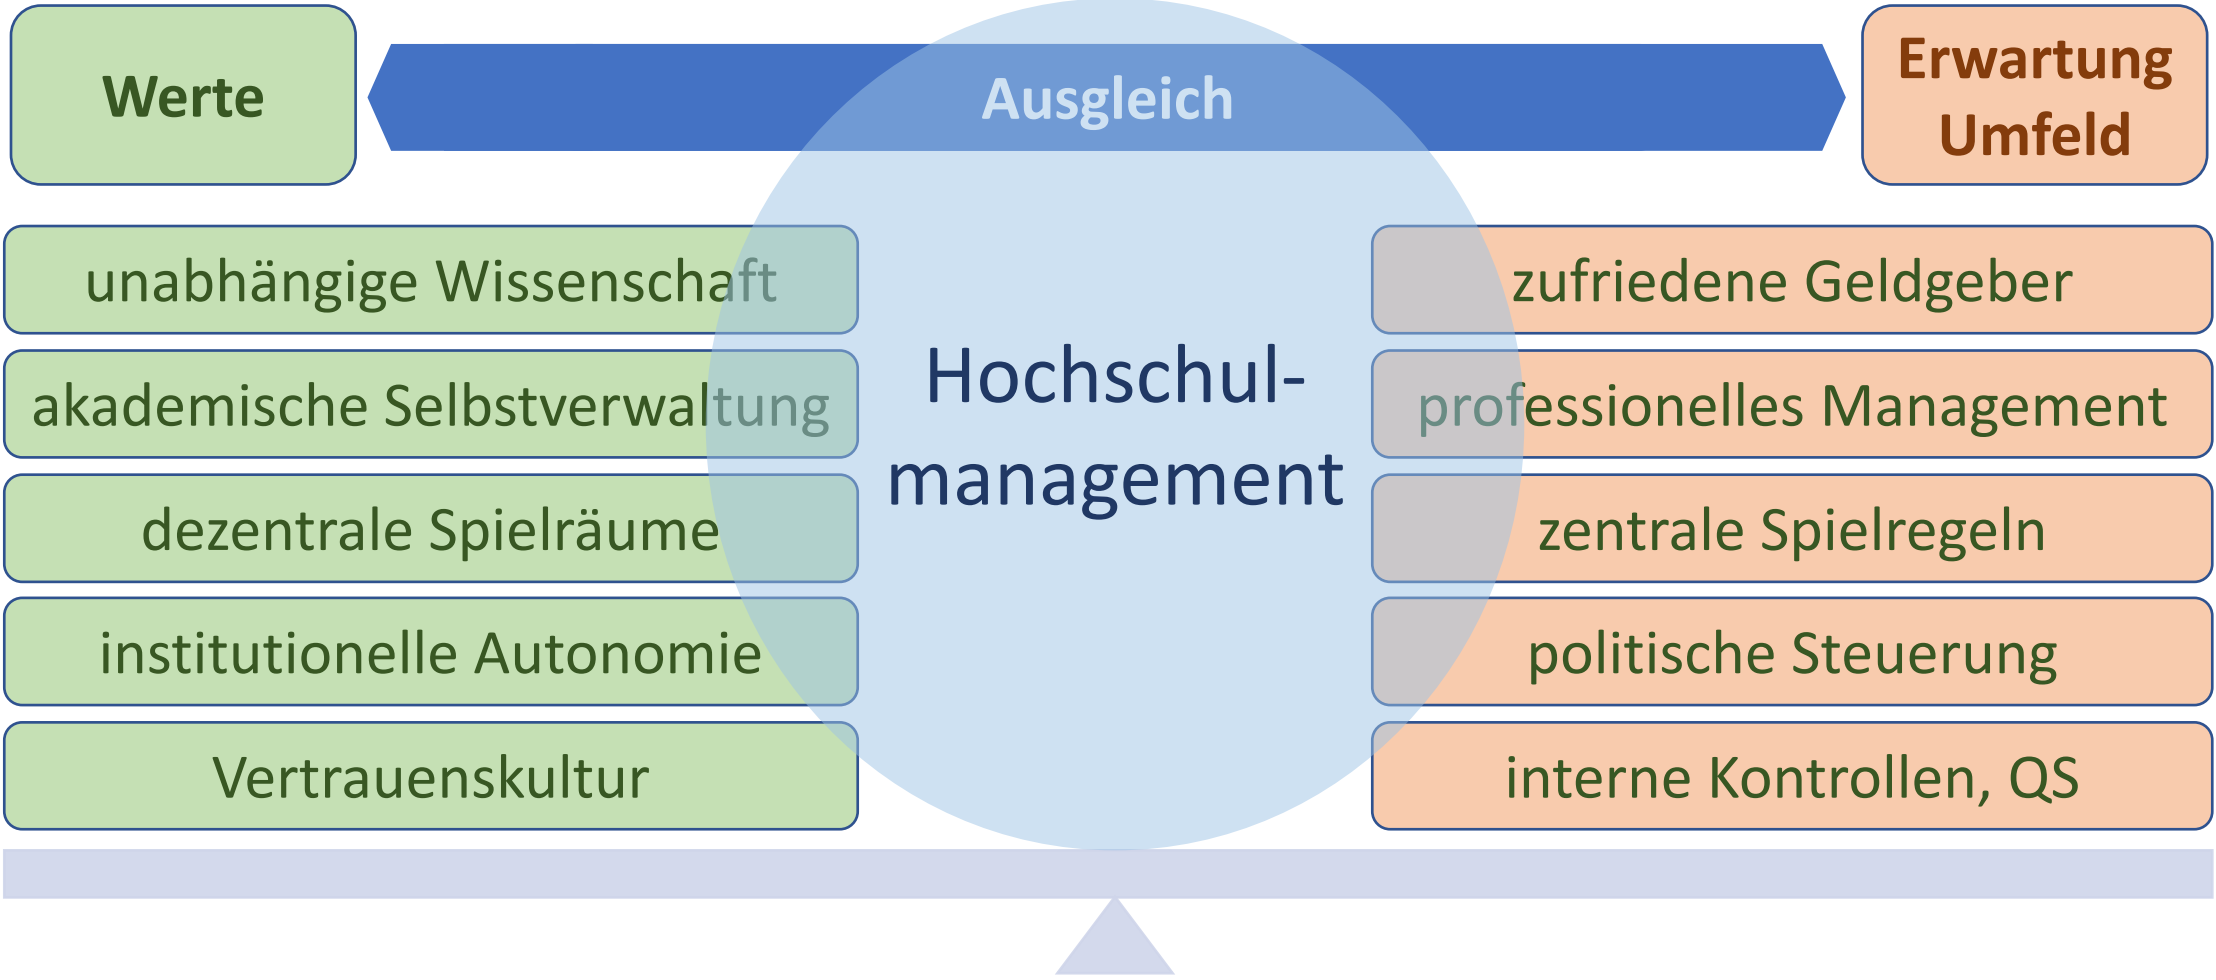 Werte
Ausgleich
Erwartung
Umfeld
unabhängige Wissenschaft
akademische Selbstverwaltung
dezentrale Spielräume
institutionelle Autonomie
Vertrauenskultur
Hochschul-
management
zufriedene Geldgeber
professionelles Management
zentrale Spielregeln
politische Steuerung
interne Kontrollen, QS